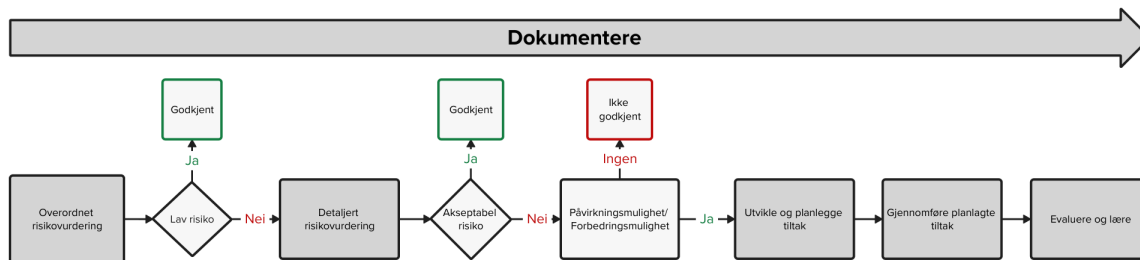 Dokumentere
Godkjent
Godkjent
Ikke
godkjent
Ja
Ja
Ingen
Overordnet
risikovurdering
Lav risiko
Nei
Detaljert
risikovurdering
Akseptabel
risiko
Nei
Påvirkningsmulighet/
Forbedringsmulighet
Ja
Utvikle og planlegge
tiltak
Gjennomføre planlagte
tiltak
Evaluere og lære